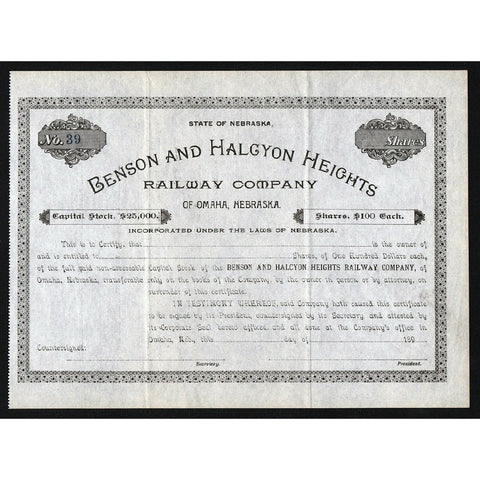 STATE OF NEBRASKA,
No. 39
Shares
BENSON AND HALCYON HEIGHTS
RAILWAY COMPANY
OF OMAHA, NEBRASKA.
Capital Stock, $25,000.
Shares, $100 Each.
INCORPORATED UNDER THE LAWS OF NEBRASKA.
This is to Certify, that is the owner
and is entitled to Shares, of One Hundred Dollars each,
of the full paid non-assessable Capital Stock of the BENSON AND HALCYON HEIGHTS RAILWAY COMPANY, of
Omaha, Nebraska, transferable only on the books of the Company, by the owner in person or by attorney, on
surrender of this certificate.
IN TESTIMONY WHEREOF, said Company hath caused this certificate
to be signed by its President, countersigned by its Secretary and attested by
its Corporate Seal hereto affixed, and all done at the Company's office in
Omaha, Neb., this day of 189
Countersigned:
Secretary.
President.